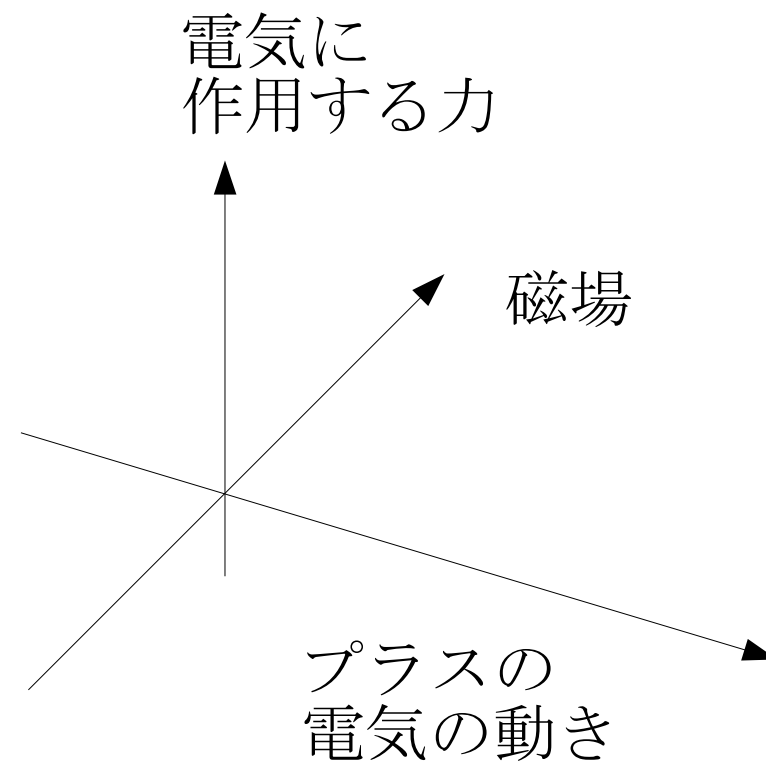 電気に
作用する力
磁場
プラスの
電気の動き